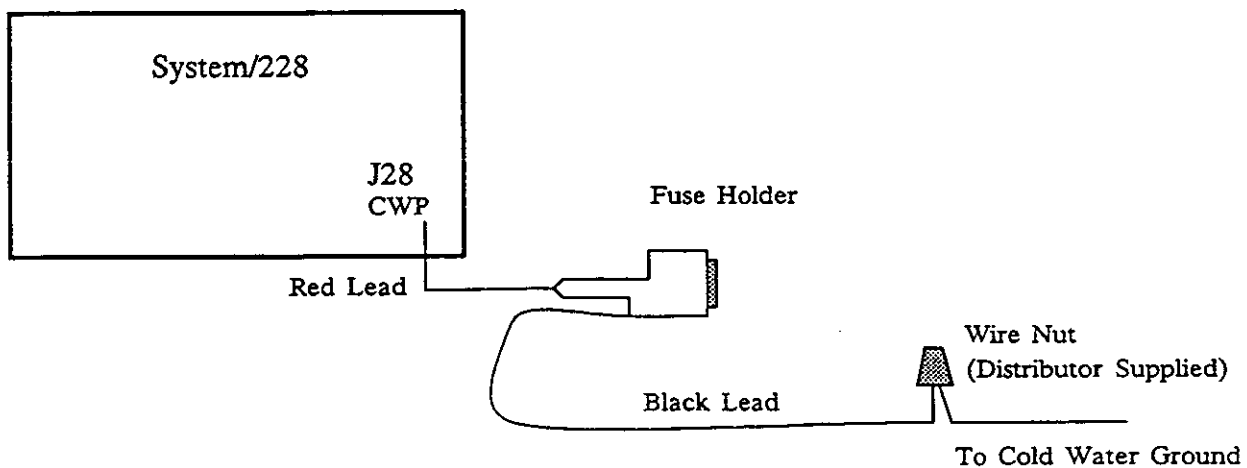 System/228
J28
CWP
Fuse Holder
Red Lead
Wire Nut
(Distributor Supplied)
Black Lead
To Cold Water Ground